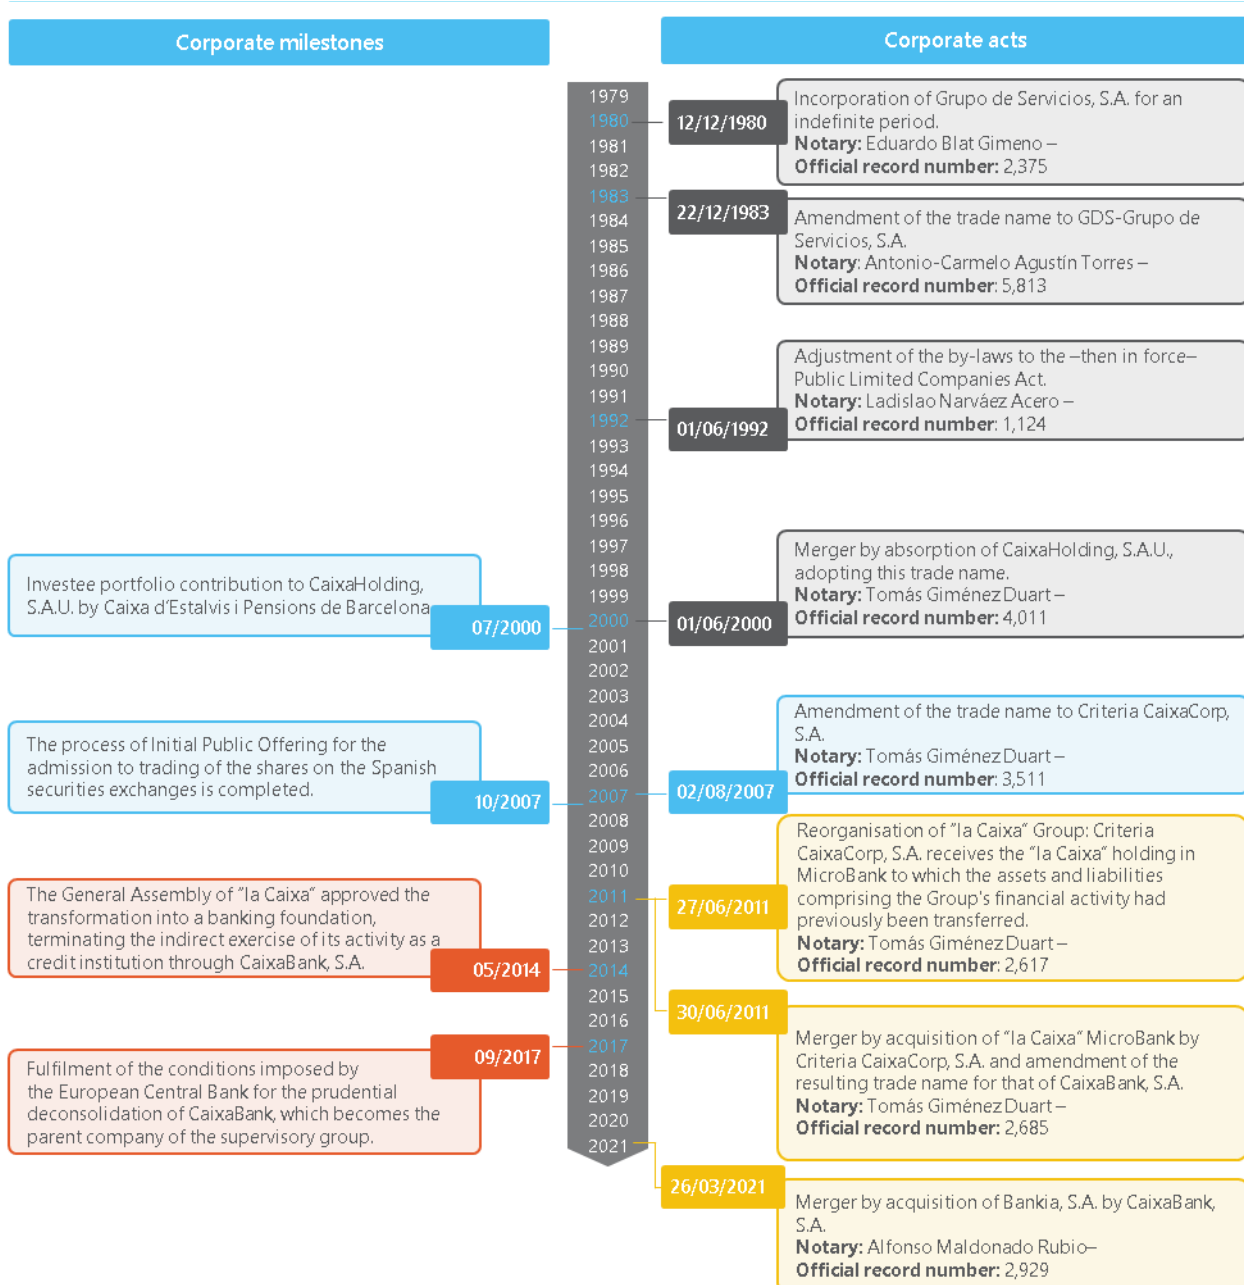 Corporate milestones
Corporate acts
1979
1980
1981
1982
1983
1984
1985
1986
1987
1988
1989
1990
1991
1992
1993
1994
1995
1996
1997
1998
1999
2000
2001
2002
2003
2004
2005
2006
2007
2008
2009
2010
2011
2012
2013
2014
2015
2016
2017
2018
2019
2020
2021
Investee portfolio contribution to CaixaHolding,
S.A.U. by Caixa d’Estalvis i Pensions de Barcelona
07/2000
The process of Initial Public Offering for the
admission to trading of the shares on the Spanish
securities exchanges is completed.
10/2007
The General Assembly of “la Caixa” approved the
transformation into a banking foundation,
terminating the indirect exercise of its activity as a
credit institution through CaixaBank, S.A.
05/2014
09/2017
Fulfilment of the conditions imposed by
the European Central Bank for the prudential
deconsolidation of CaixaBank, which becomes the
parent company of the supervisory group.
12/12/1980
Incorporation of Grupo de Servicios, S.A. for an
indefinite period.
Notary: Eduardo Blat Gimeno –
Official record number: 2,375
22/12/1983
Amendment of the trade name to GDS-Grupo de
Servicios, S.A.
Notary: Antonio-Carmelo Agustín Torres –
Official record number: 5,813
01/06/1992
Adjustment of the by-laws to the –then in force–
Public Limited Companies Act.
Notary: Ladislao Narváez Acero –
Official record number: 1,124
01/06/2000
Merger by absorption of CaixaHolding, S.A.U.,
adopting this trade name.
Notary: Tomás Giménez Duart –
Official record number: 4,011
02/08/2007
Amendment of the trade name to Criteria CaixaCorp,
S.A.
Notary: Tomás Giménez Duart –
Official record number: 3,511
27/06/2011
Reorganisation of “la Caixa” Group: Criteria
CaixaCorp, S.A. receives the “la Caixa” holding in
MicroBank to which the assets and liabilities
comprising the Group's financial activity had
previously been transferred.
Notary: Tomás Giménez Duart –
Official record number: 2,617
30/06/2011
Merger by acquisition of “la Caixa” MicroBank by
Criteria CaixaCorp, S.A. and amendment of the
resulting trade name for that of CaixaBank, S.A.
Notary: Tomás Giménez Duart –
Official record number: 2,685
26/03/2021
Merger by acquisition of Bankia, S.A. by CaixaBank,
S.A.
Notary: Alfonso Maldonado Rubio–
Official record number: 2,929